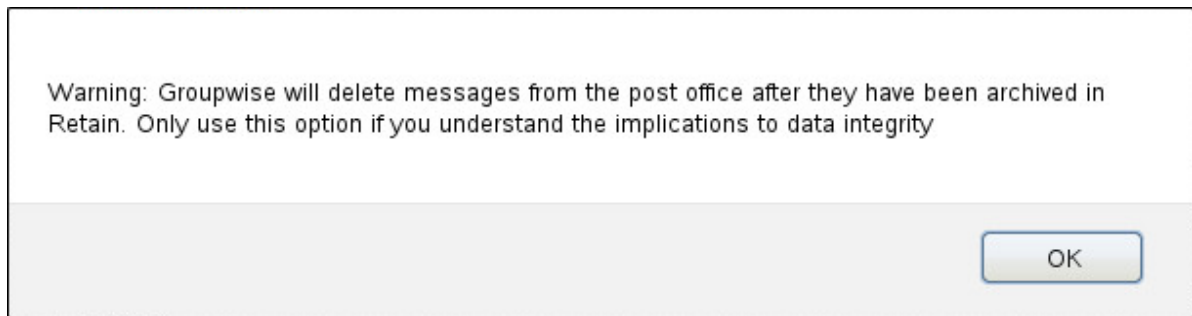 Warning: Groupwise will delete messages from the post office after they have been archived in
Retain. Only use this option if you understand the implications to data integrity
OK